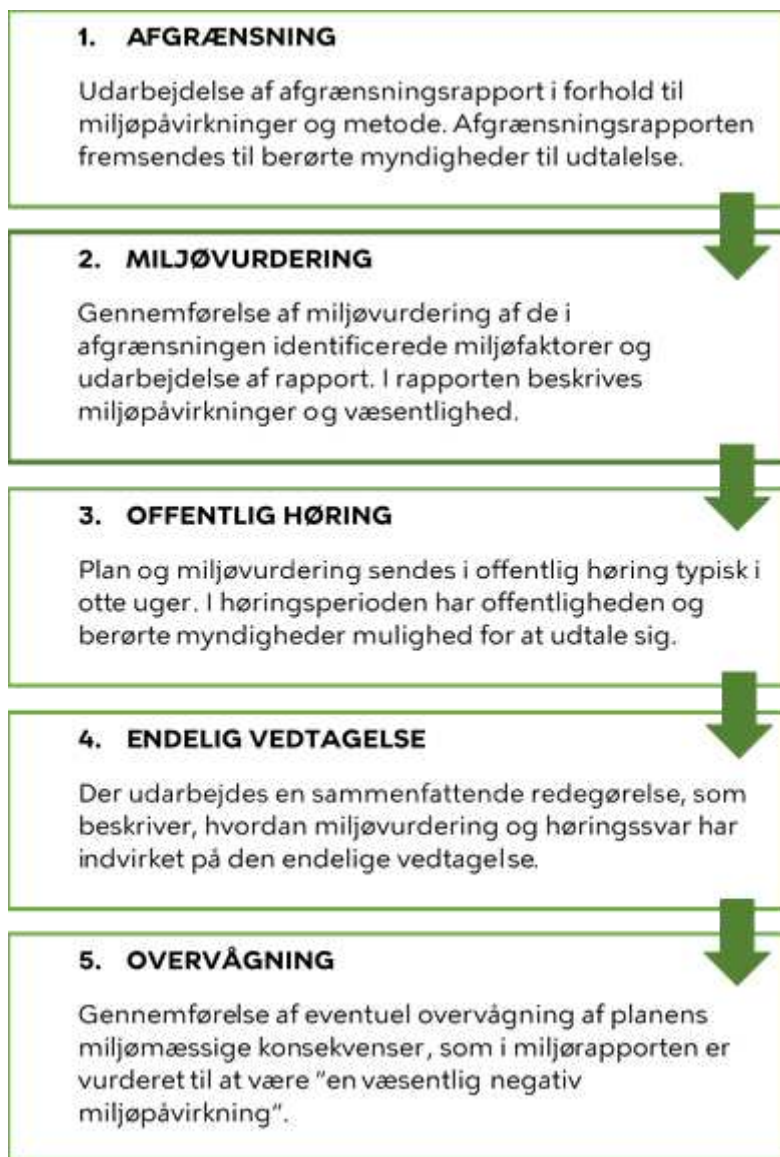 1. AFGRÆNSNING
Udarbejdelse af afgrænsningsrapport i forhold til
miljøpåvirkninger og metode. Afgrænsningsrapporten
fremsendes til berørte myndigheder til udtalelse.
2. MILJØVURDERING
Gennemførelse af miljøvurdering af de i
afgrænsningen identificerede miljøfaktorer og
udarbejdelse af rapport. I rapporten beskrives
miljøpåvirkninger og væsentlighed.
3. OFFENTLIG HØRING
Plan og miljøvurdering sendes i offentlig høring typisk i
otte uger. I høringsperioden har offentligheden og
berørte myndigheder mulighed for at udtale sig.
4. ENDELIG VEDTAGELSE
Der udarbejdes en sammenfattende redegørelse, som
beskriver, hvordan miljøvurdering og høringssvar har
indvirket på den endelige vedtagelse.
5. OVERVÅGNING
Gennemførelse af eventuel overvågning af planens
miljømæssige konsekvenser, som i miljørapporten er
vurderet til at være ”en væsentlig negativ
miljøpåvirkning”.